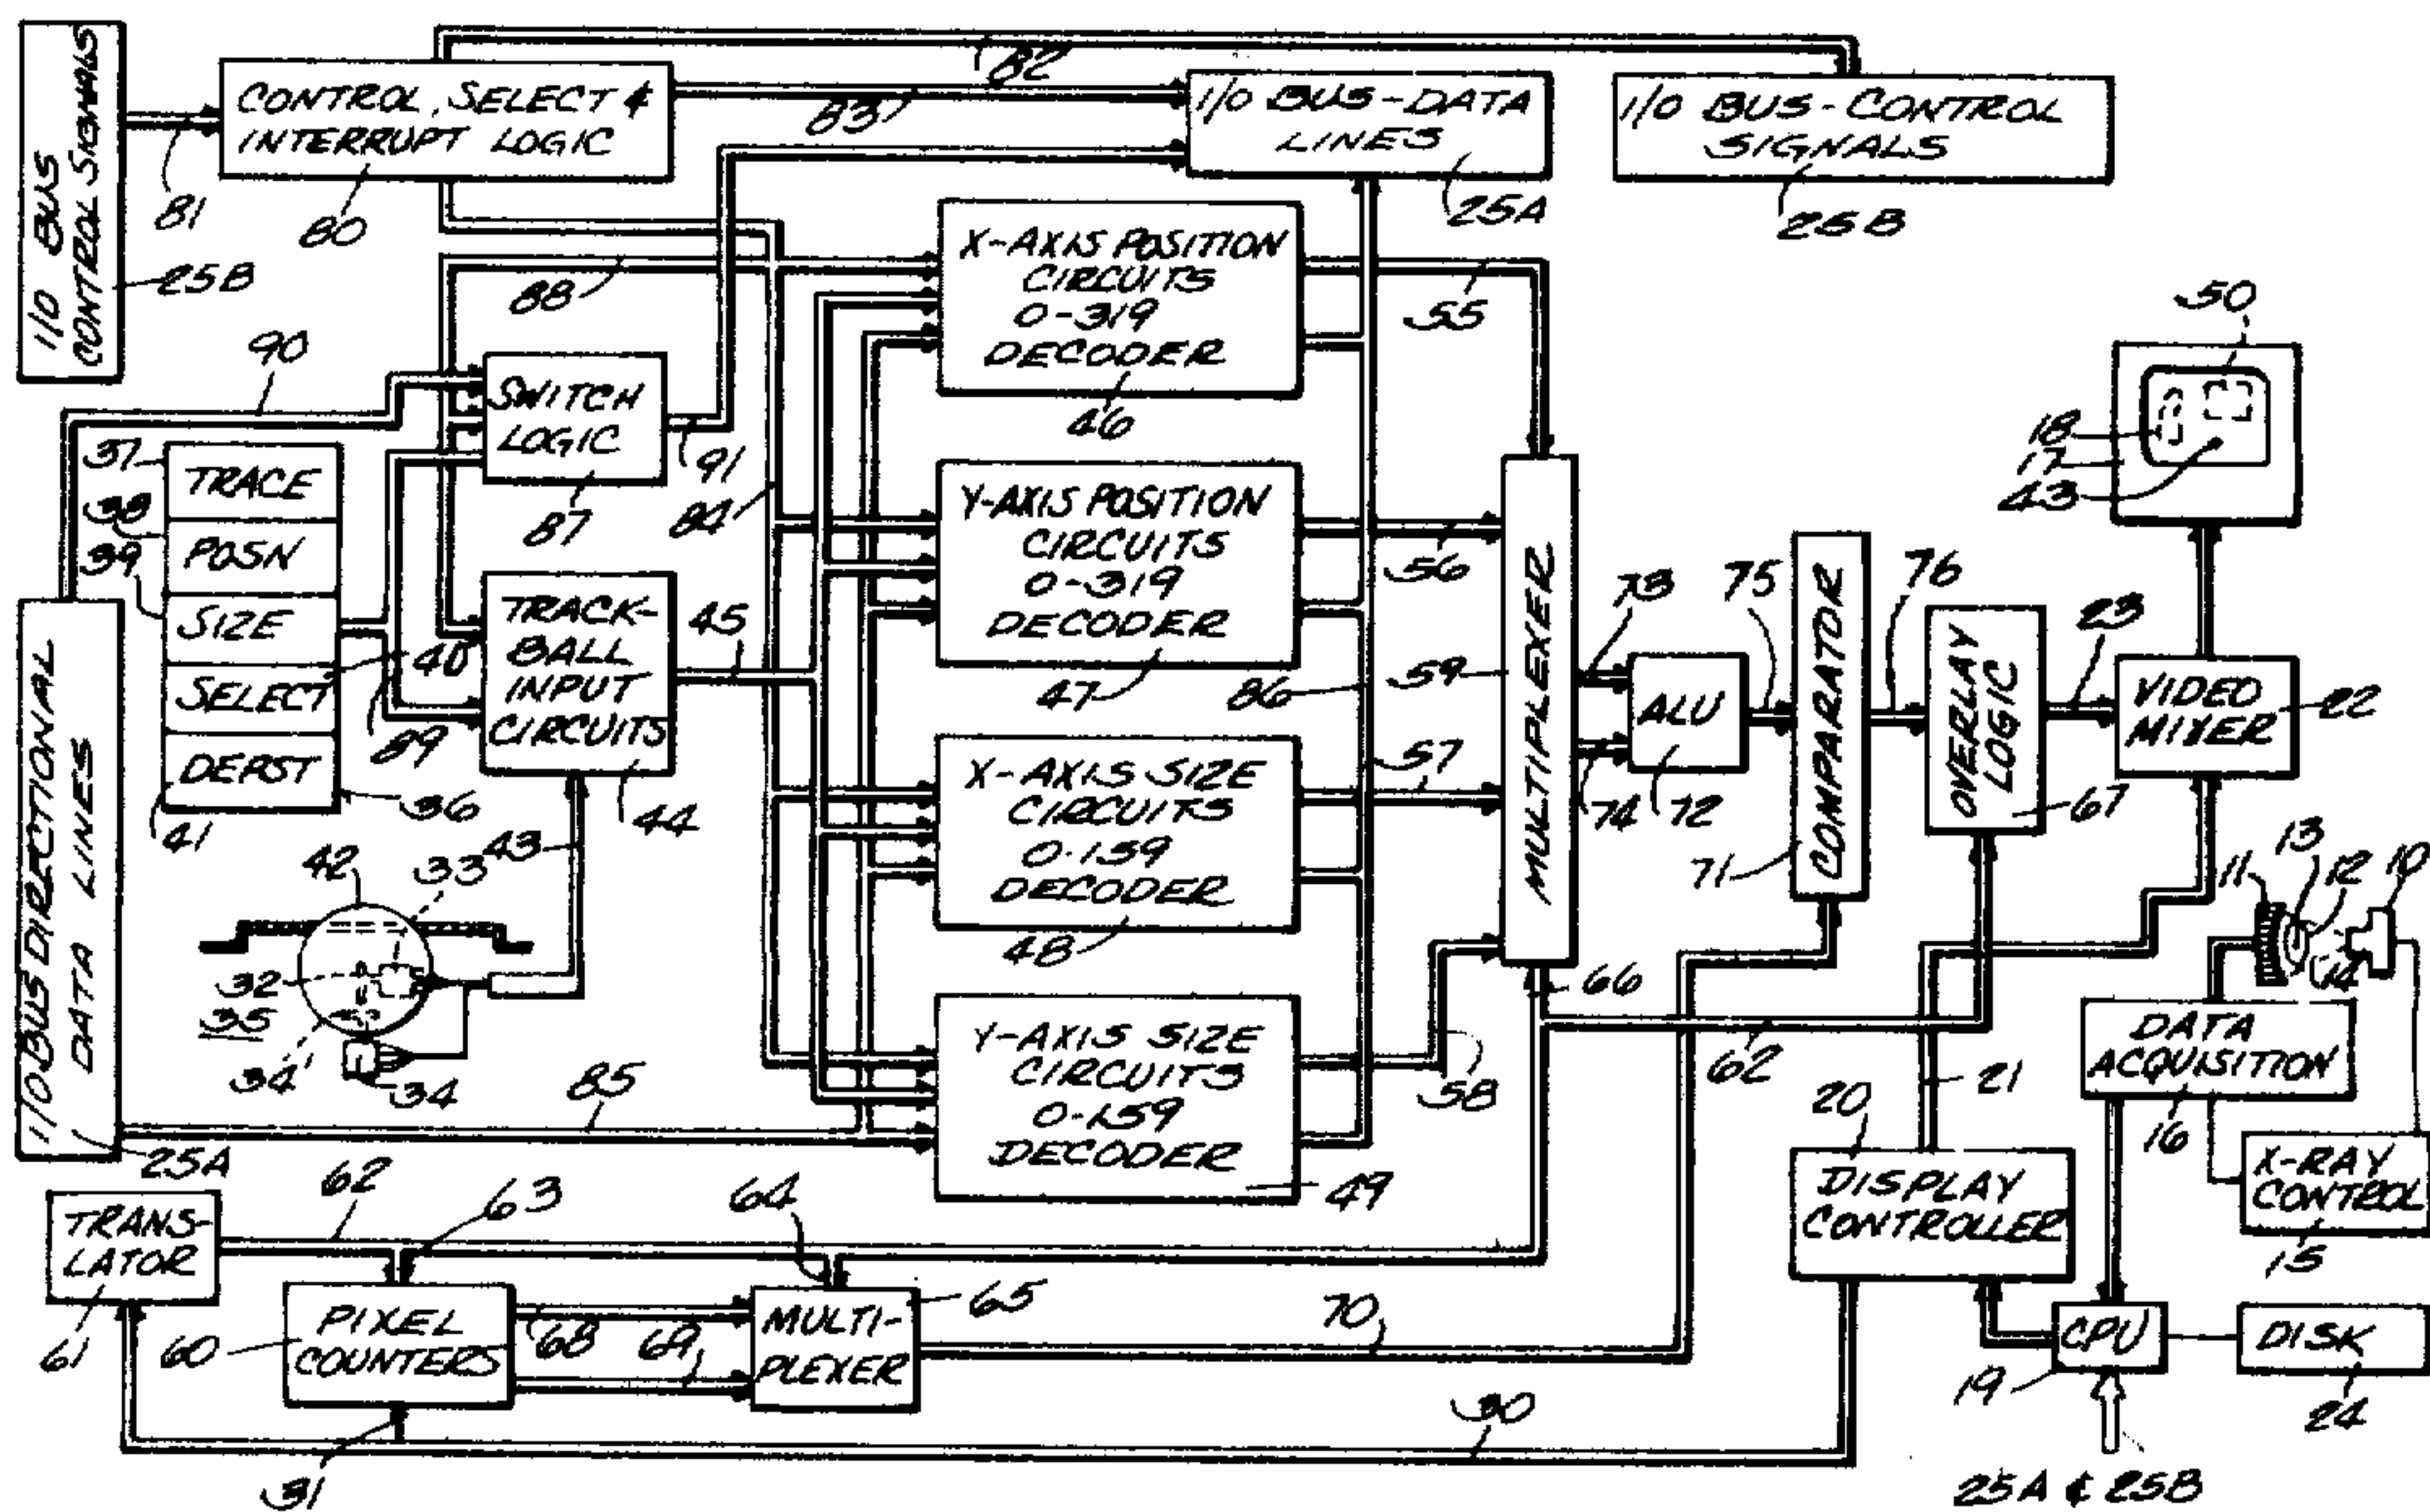 I/O BUS
CONTROL SIGNALS
25B
81
CONTROL, SELECT &
INTERRUPT LOGIC
80
82
83
I/O BUS-DATA
LINES
25A
I/O BUS-CONTROL
SIGNALS
25B
88
90
SWITCH
LOGIC
87
91
84
X-AXIS POSITION
CIRCUITS
0-319
DECODER
46
55
50
18
17
43
37
38
39
TRACE
POSN
SIZE
SELECT
DEPST
40
41
36
89
TRACK-
BALL
INPUT
CIRCUITS
44
45
Y-AXIS POSITION
CIRCUITS
0-319
DECODER
47
86
56
59
MULTIPLEXER
73
74
ALU
72
75
71
COMPARATOR
76
OVERLAY
LOGIC
67
23
VIDEO
MIXER
22
I/O BUS DIRECTIONAL
DATA LINES
25A
42
33
43
32
35
34'
34
85
X-AXIS SIZE
CIRCUITS
0-159
DECODER
48
57
Y-AXIS SIZE
CIRCUITS
0-159
DECODER
49
58
66
62
21
11
13
12
10
14
DATA
ACQUISITION
16
X-RAY
CONTROL
15
20
DISPLAY
CONTROLLER
TRANS-
LATOR
61
62
63
64
PIXEL
COUNTERS
60
68
69
MULTI-
PLEXER
65
70
CPU
19
DISK
24
31
30
25A & 25B